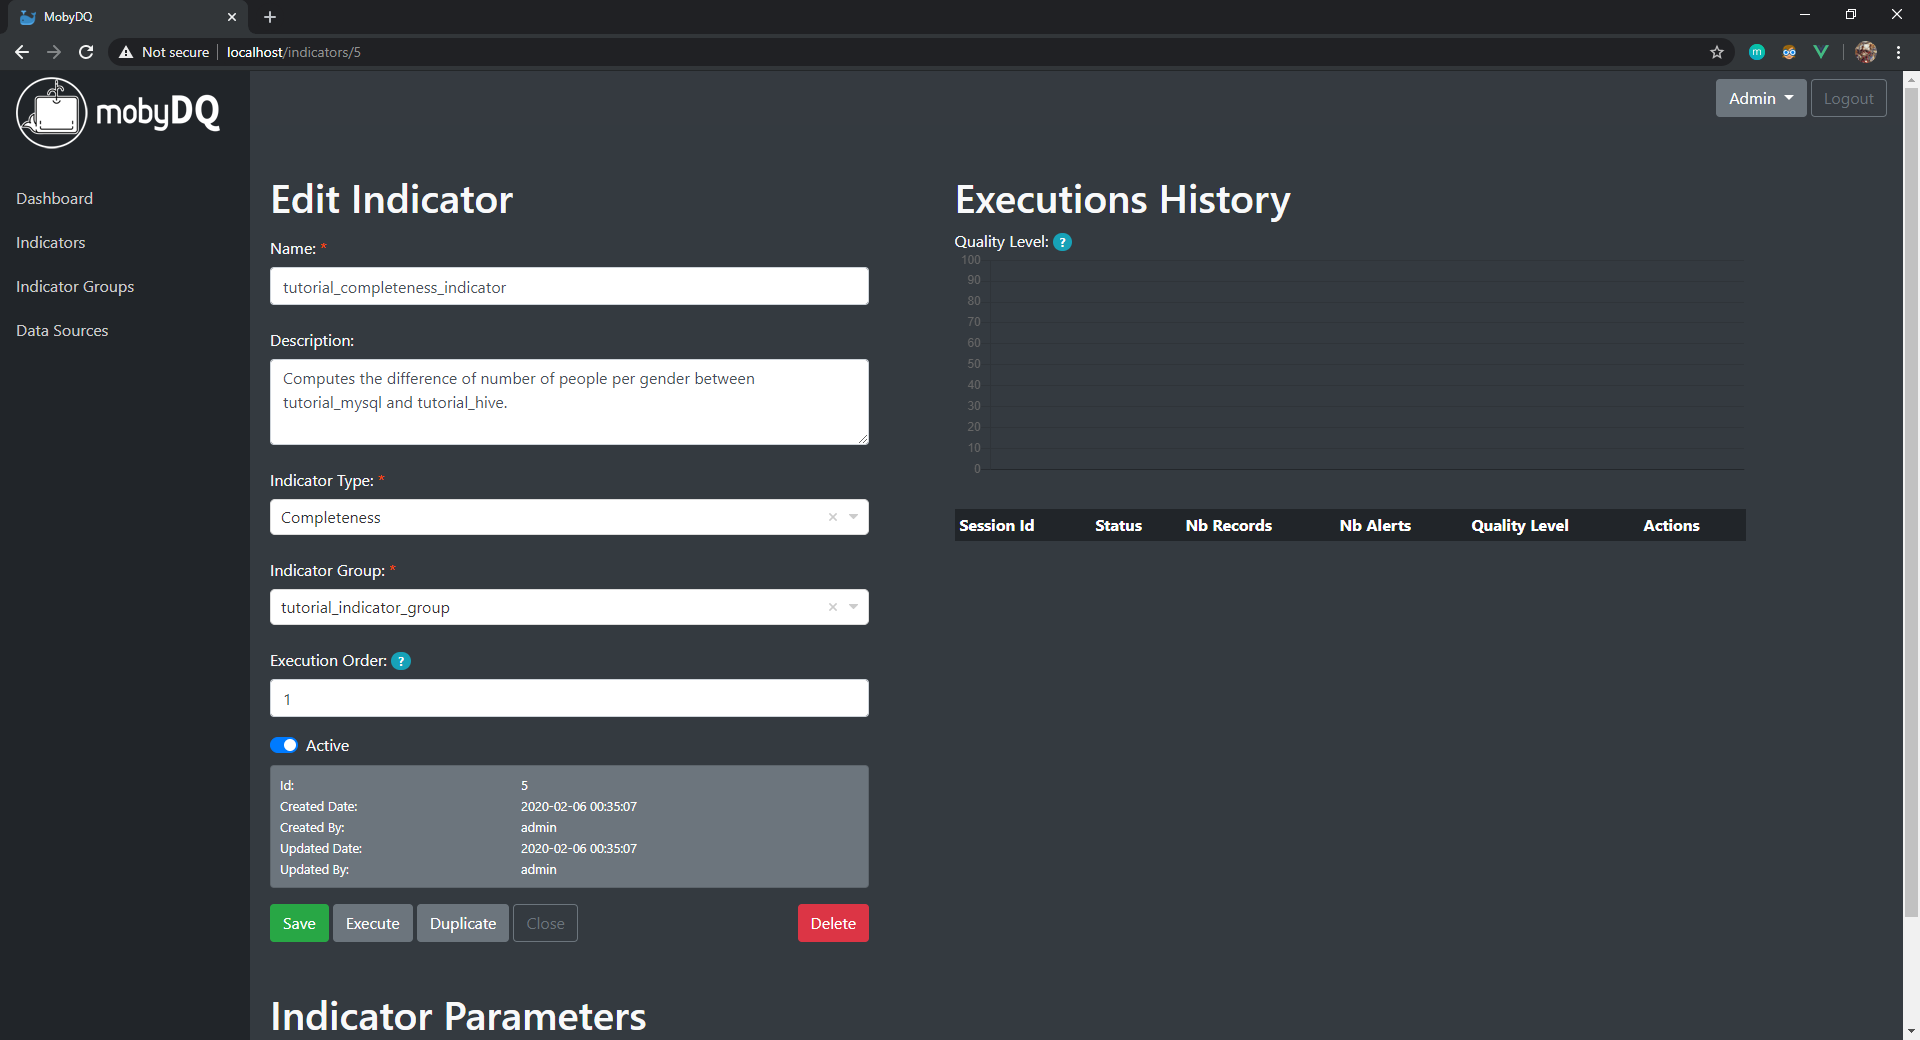 MobyDQ
Not secure
localhost/indicators/5
m
mobyDQ
Admin
Logout
Dashboard
Indicators
Indicator Groups
Data Sources
Edit Indicator
Name: *
tutorial_completeness_indicator
Description:
Computes the difference of number of people per gender between
tutorial_mysql and tutorial_hive.
Indicator Type: *
Completeness
Indicator Group: *
tutorial_indicator_group
Execution Order: ?
1
Active
Id: 5
Created Date: 2020-02-06 00:35:07
Created By: admin
Updated Date: 2020-02-06 00:35:07
Updated By: admin
Save Execute Duplicate Close Delete
Indicator Parameters
Executions History
Quality Level: ?
100
90
80
70
60
50
40
30
20
10
0
Session Id Status Nb Records Nb Alerts Quality Level Actions